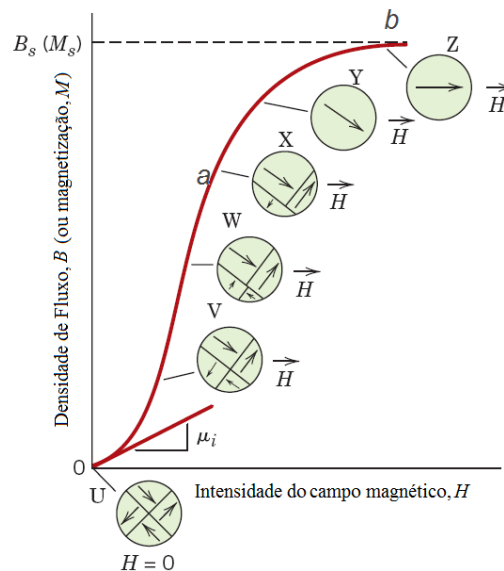 b
Bs (Ms)
Z
Y
H
H
X
a
H
W
H
V
H
Densidade de Fluxo, B (ou magnetização, M)
μi
0
U
Intensidade do campo magnético, H
H = 0